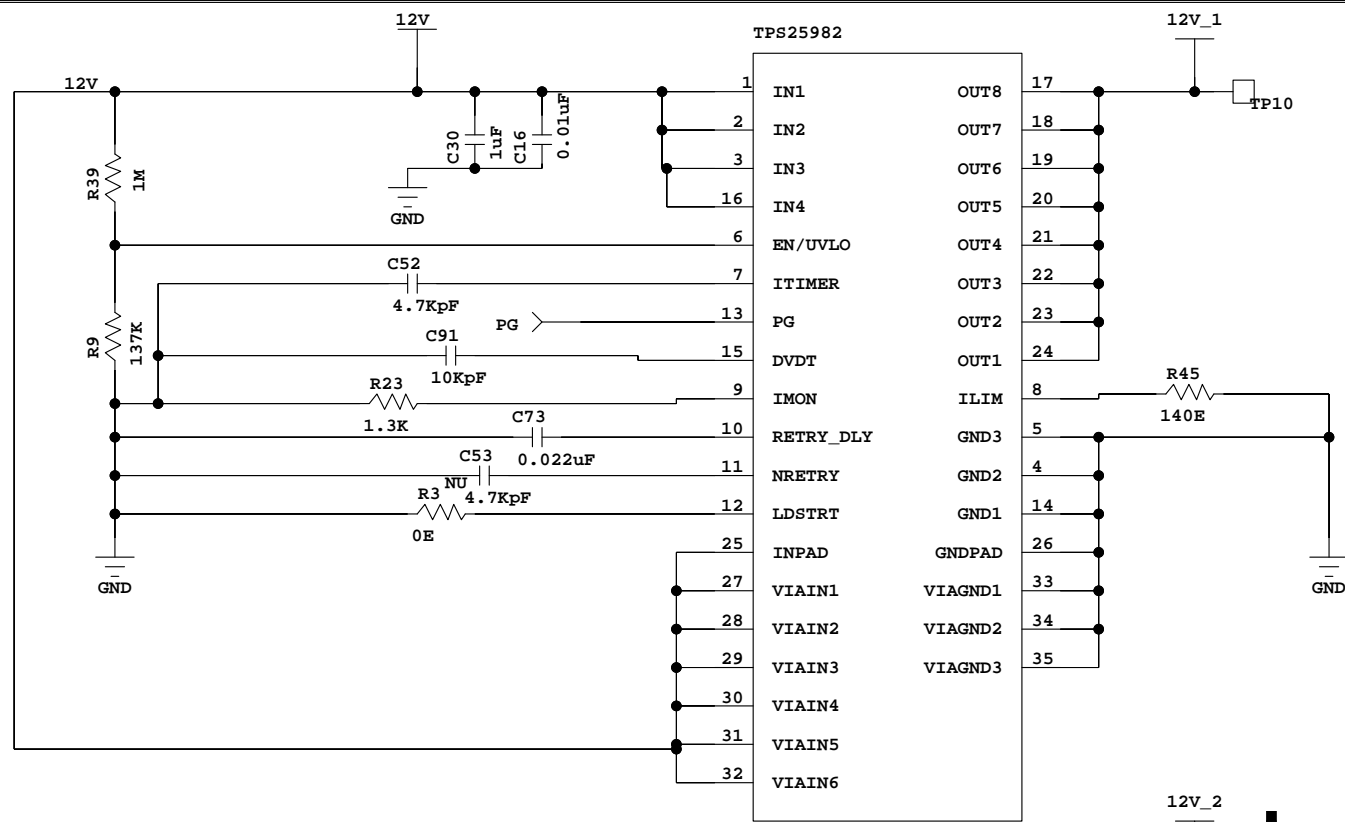 12V
12V_1
TPS25982
12V
1 IN1 OUT8 17
TP10
C30 1uF C16 0.01uF
2 IN2 OUT7 18
3 IN3 OUT6 19
R39 1M
GND
16 IN4 OUT5 20
6 EN/UVLO OUT4 21
C52
7 ITIMER OUT3 22
4.7KpF
PG
13 PG OUT2 23
R9 137K
C91
15 DVDT OUT1 24
10KpF
R23
R45
9 IMON ILIM 8
1.3K
140E
C73
10 RETRY_DLY GND3 5
0.022uF
C53
11 NRETRY GND2 4
NU
R3 4.7KpF
12 LDSTRT GND1 14
0E
25 INPAD GNDPAD 26
GND
GND
27 VIAIN1 VIAGND1 33
28 VIAIN2 VIAGND2 34
29 VIAIN3 VIAGND3 35
30 VIAIN4
31 VIAIN5
32 VIAIN6
12V_2